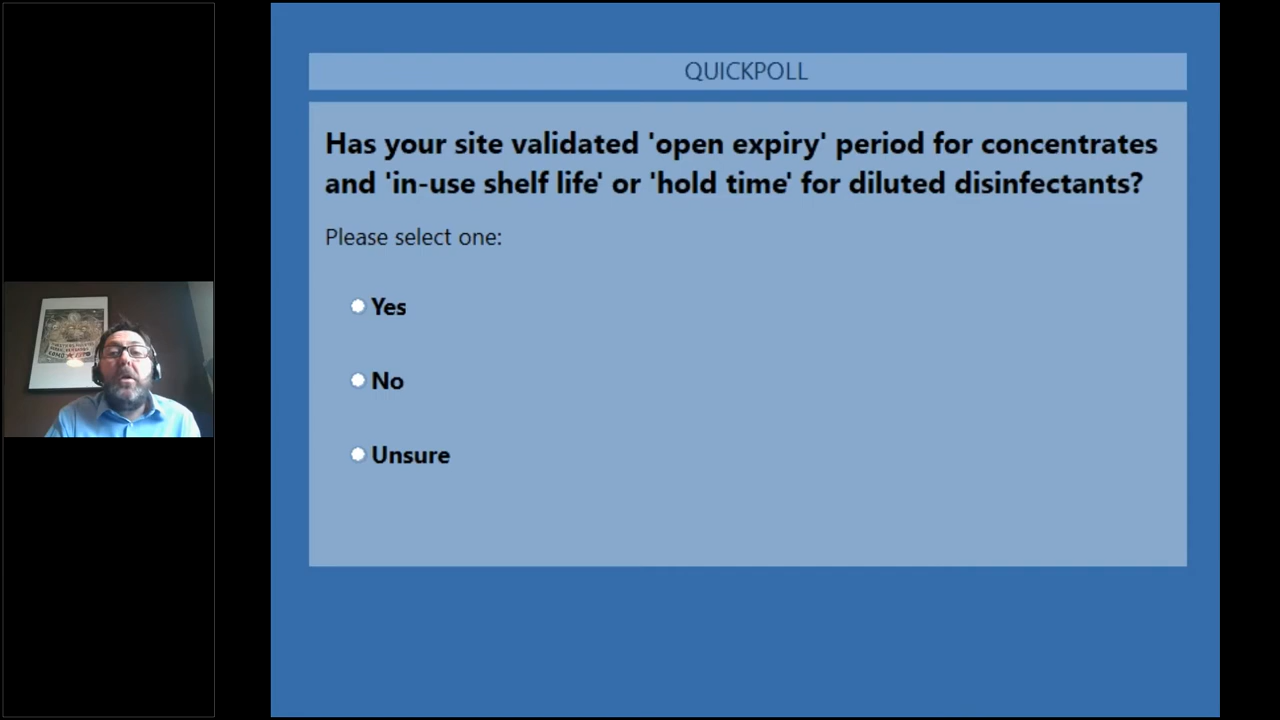 QUICKPOLL
Has your site validated 'open expiry' period for concentrates
and 'in-use shelf life' or 'hold time' for diluted disinfectants?
Please select one:
Yes
No
Unsure